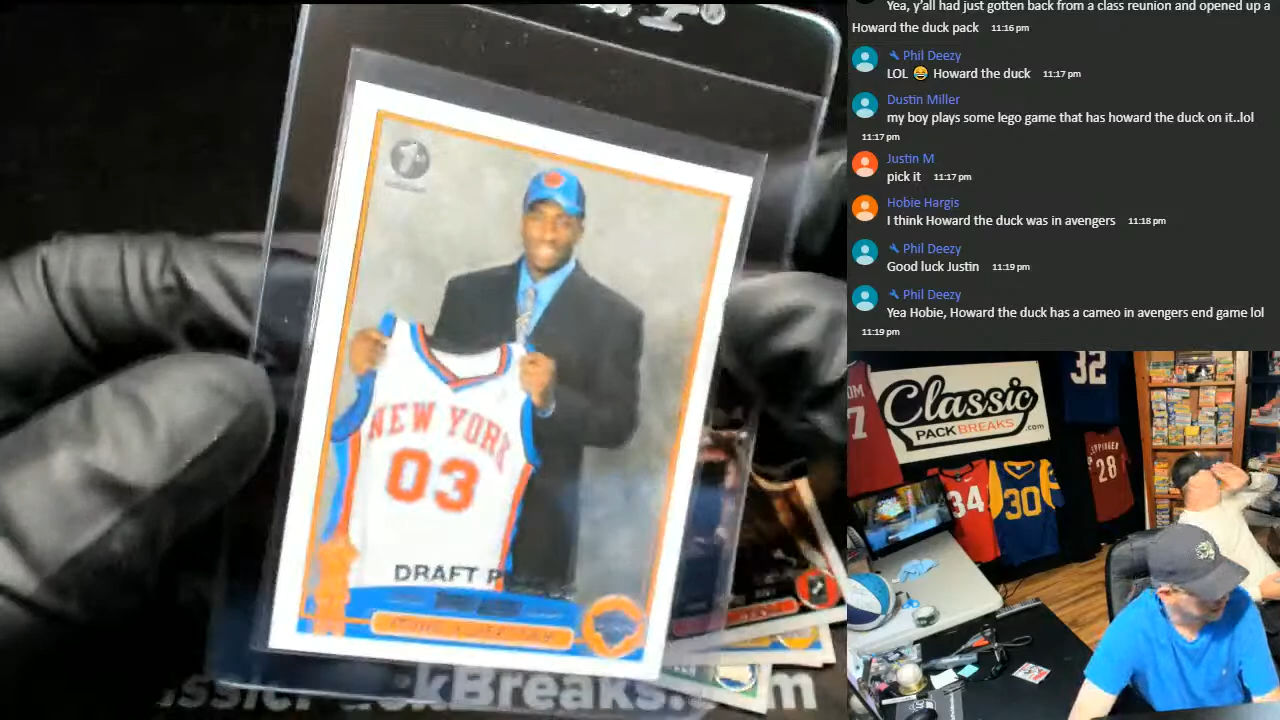 NEW YORK
03
DRAFT P
ckBreaks.
m
Yea, y'all had just gotten back from a class reunion and opened up a
Howard the duck pack 11:16 pm
Phil Deezy
LOL 😂 Howard the duck 11:17 pm
Dustin Miller
my boy plays some lego game that has howard the duck on it..lol
11:17 pm
Justin M
pick it 11:17 pm
Hobie Hargis
I think Howard the duck was in avengers 11:18 pm
Phil Deezy
Good luck Justin 11:19 pm
Phil Deezy
Yea Hobie, Howard the duck has a cameo in avengers end game lol
11:19 pm
32
OM
7
Classic
PACKBREAKS.com
34
30
28